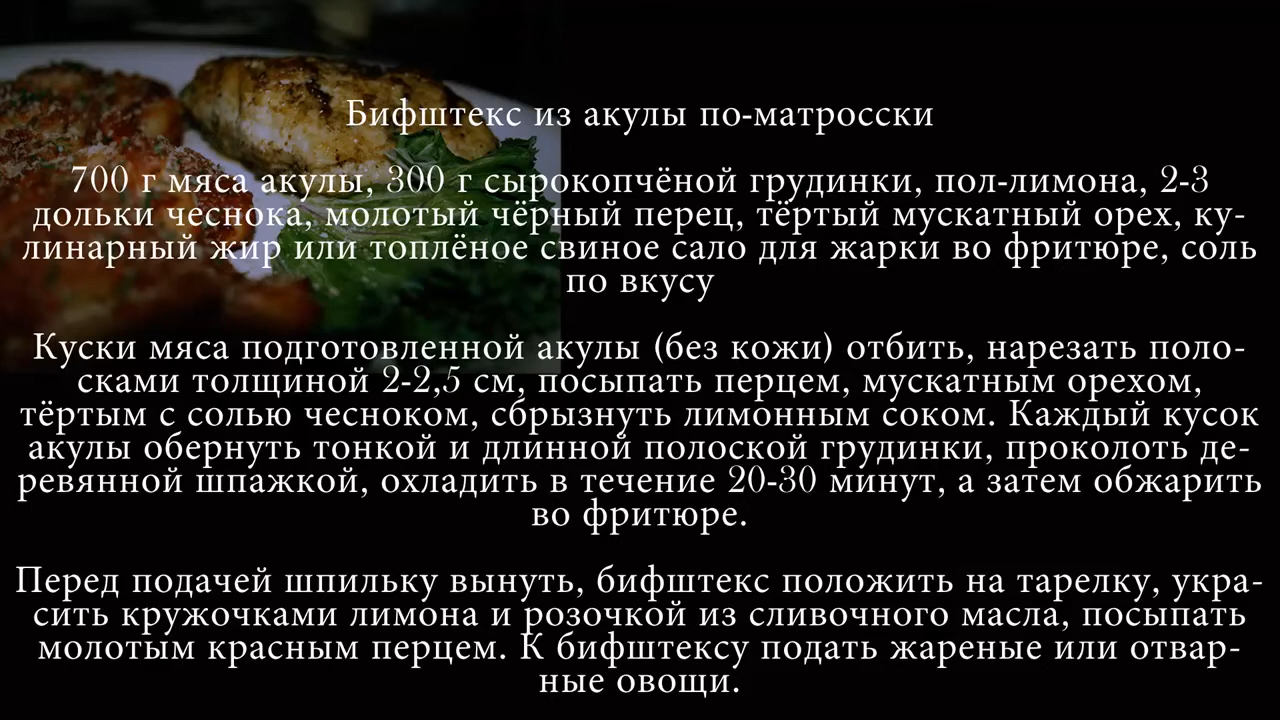 Бифштекс из акулы по-матросски
700 г мяса акулы, 300 г сырокопчёной грудинки, пол-лимона, 2-3
дольки чеснока, молотый чёрный перец, тёртый мускатный орех, ку-
линарный жир или топлёное свиное сало для жарки во фритюре, соль
по вкусу
Куски мяса подготовленной акулы (без кожи) отбить, нарезать поло-
сками толщиной 2-2,5 см, посыпать перцем, мускатным орехом,
тёртым с солью чесноком, сбрызнуть лимонным соком. Каждый кусок
акулы обернуть тонкой и длинной полоской грудинки, проколоть де-
ревянной шпажкой, охладить в течение 20-30 минут, а затем обжарить
во фритюре.
Перед подачей шпильку вынуть, бифштекс положить на тарелку, укра-
сить кружочками лимона и розочкой из сливочного масла, посыпать
молотым красным перцем. К бифштексу подать жареные или отвар-
ные овощи.